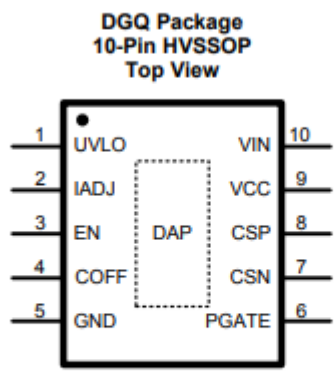 DGQ Package
10-Pin HVSSOP
Top View
1 UVLO VIN 10
2 IADJ VCC 9
3 EN DAP CSP 8
4 COFF CSN 7
5 GND PGATE 6